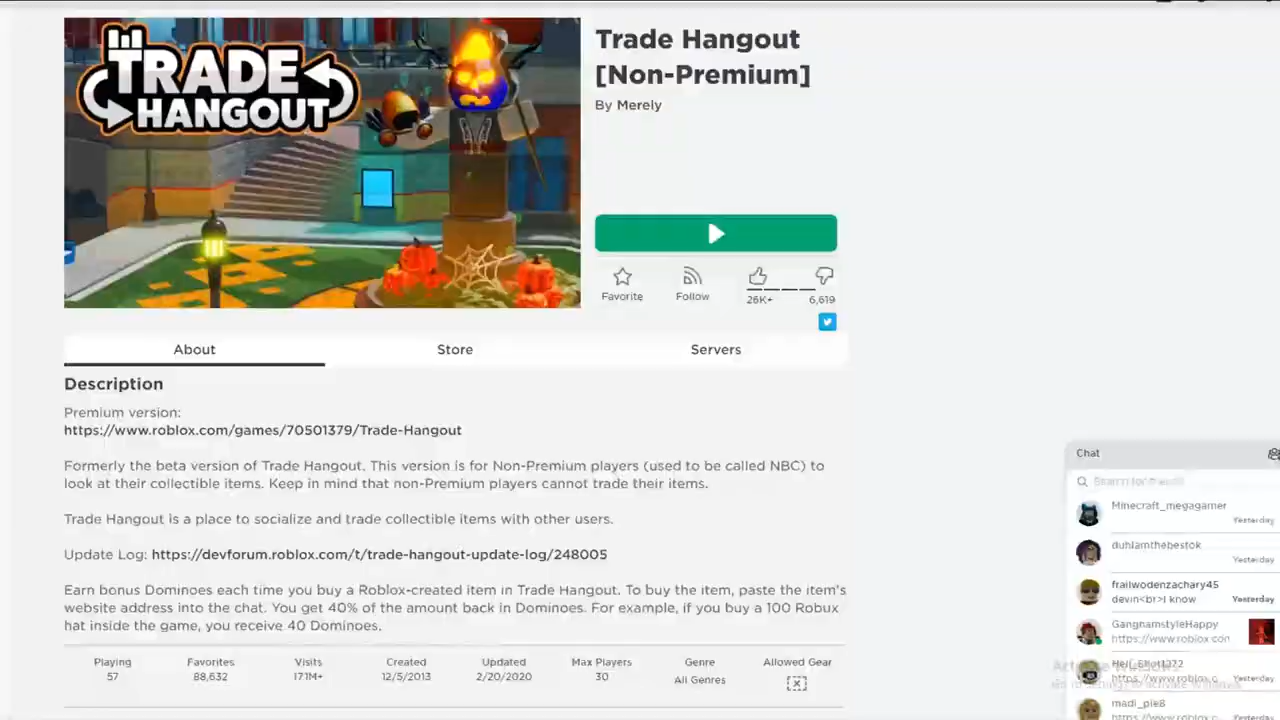 TRADE
HANGOUT
Trade Hangout
[Non-Premium]
By Merely
Favorite
Follow
26K+
6,619
About
Store
Servers
Description
Premium version:
https://www.roblox.com/games/70501379/Trade-Hangout
Formerly the beta version of Trade Hangout. This version is for Non-Premium players (used to be called NBC) to
look at their collectible items. Keep in mind that non-Premium players cannot trade their items.
Trade Hangout is a place to socialize and trade collectible items with other users.
Update Log: https://devforum.roblox.com/t/trade-hangout-update-log/248005
Earn bonus Dominoes each time you buy a Roblox-created item in Trade Hangout. To buy the item, paste the item's
website address into the chat. You get 40% of the amount back in Dominoes. For example, if you buy a 100 Robux
hat inside the game, you receive 40 Dominoes.
Playing
Favorites
Visits
Created
Updated
Max Players
Genre
Allowed Gear
57
88,632
171M+
12/5/2013
2/20/2020
30
All Genres
Chat
Search for
Minecraft_megagamer
Yesterday
duhIamthebestok
Yesterday
frailwodenzachary45
devin<br>I know
Yesterday
GangnamstyleHappy
https://www.roblox.con
Yesterday
madi_pie8
Yesterday